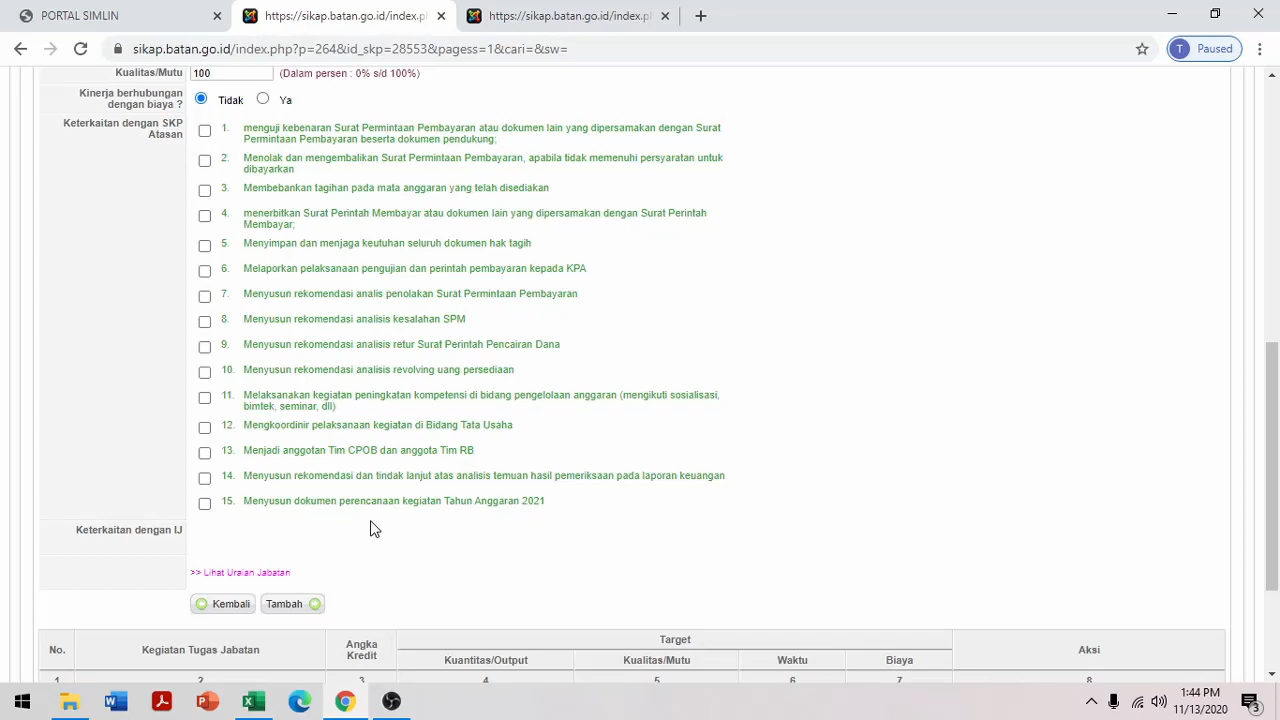 PORTAL SIMLIN
https://sikap.batan.go.id/index.p
https://sikap.batan.go.id/index.p
sikap.batan.go.id/index.php?p=264&id_skp=28553&pagess=1&cari=&sw=
T
Paused
Kualitas/Mutu
100
(Dalam persen : 0% s/d 100%)
Kinerja berhubungan
dengan biaya ?
Tidak
Ya
Keterkaitan dengan SKP
Atasan
1. menguji kebenaran Surat Permintaan Pembayaran atau dokumen lain yang dipersamakan dengan Surat
Permintaan Pembayaran beserta dokumen pendukung;
2. Menolak dan mengembalikan Surat Permintaan Pembayaran, apabila tidak memenuhi persyaratan untuk
dibayarkan
3. Membebankan tagihan pada mata anggaran yang telah disediakan
4. menerbitkan Surat Perintah Membayar atau dokumen lain yang dipersamakan dengan Surat Perintah
Membayar;
5. Menyimpan dan menjaga keutuhan seluruh dokumen hak tagih
6. Melaporkan pelaksanaan pengujian dan perintah pembayaran kepada KPA
7. Menyusun rekomendasi analis penolakan Surat Permintaan Pembayaran
8. Menyusun rekomendasi analisis kesalahan SPM
9. Menyusun rekomendasi analisis retur Surat Perintah Pencairan Dana
10. Menyusun rekomendasi analisis revolving uang persediaan
11. Melaksanakan kegiatan peningkatan kompetensi di bidang pengelolaan anggaran (mengikuti sosialisasi,
bimtek, seminar, dll)
12. Mengkoordinir pelaksanaan kegiatan di Bidang Tata Usaha
13. Menjadi anggotan Tim CPOB dan anggota Tim RB
14. Menyusun rekomendasi dan tindak lanjut atas analisis temuan hasil pemeriksaan pada laporan keuangan
15. Menyusun dokumen perencanaan kegiatan Tahun Anggaran 2021
Keterkaitan dengan IJ
>> Lihat Uraian Jabatan
Kembali
Tambah
No.
Kegiatan Tugas Jabatan
Angka
Kredit
Target
Kuantitas/Output
Kualitas/Mutu
Waktu
Biaya
Aksi
1 2 3 4 5 6 7 8
1:44 PM
11/13/2020
3